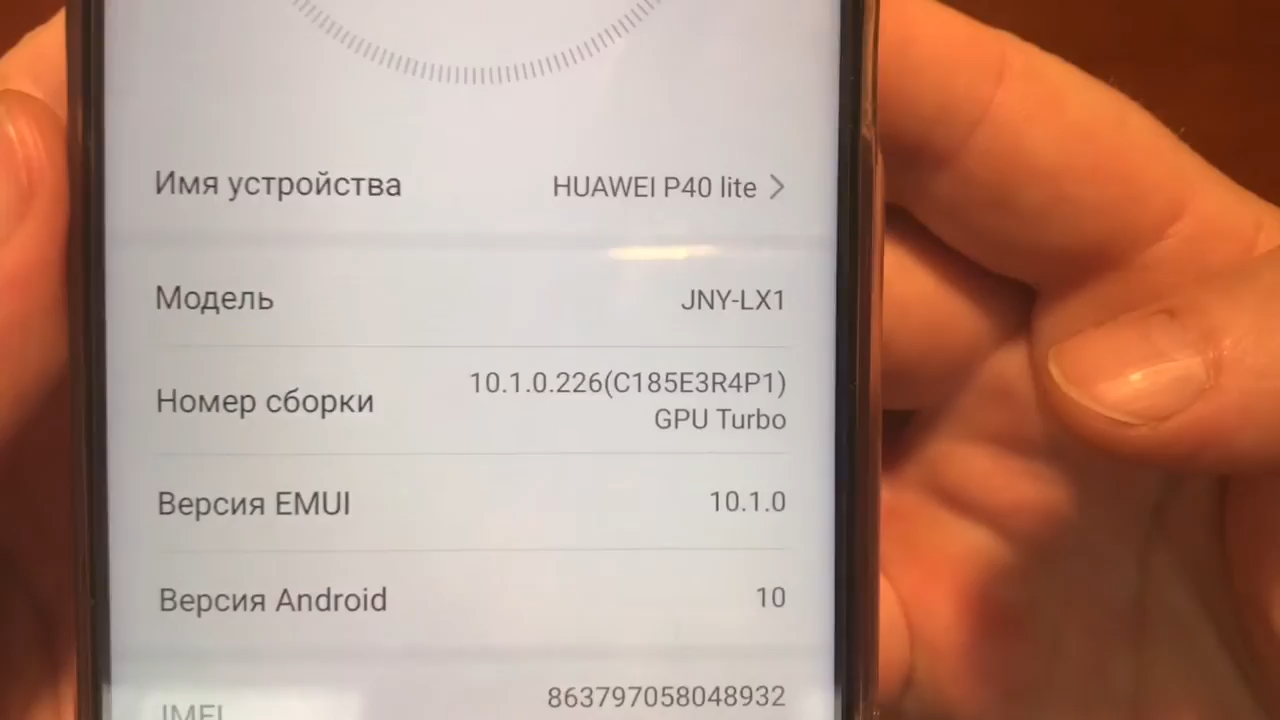 Имя устройства HUAWEI P40 lite
Модель JNY-LX1
Номер сборки 10.1.0.226(C185E3R4P1)
GPU Turbo
Версия EMUI 10.1.0
Версия Android 10
IMEI 863797058048932